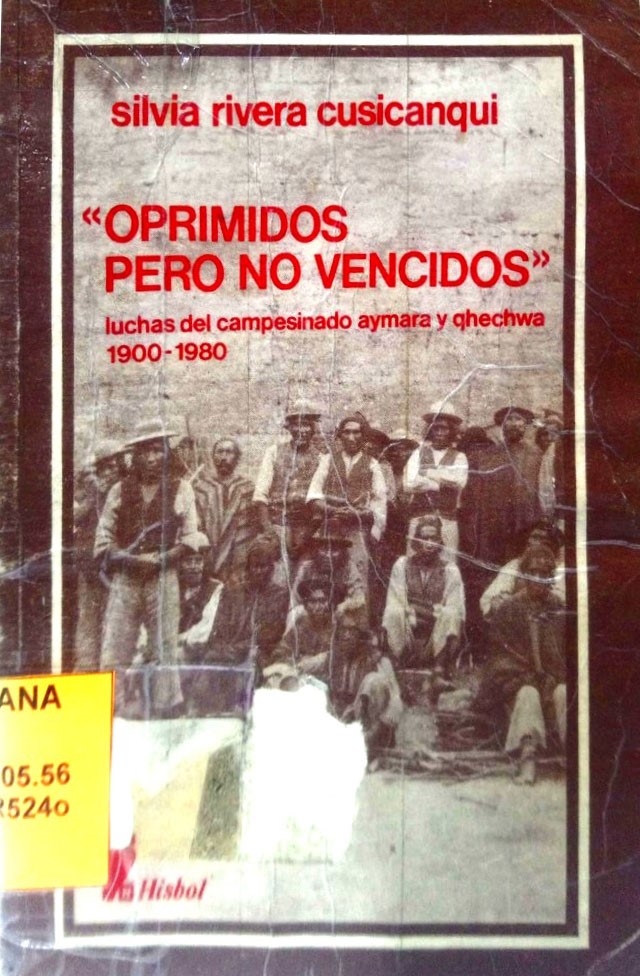 silvia rivera cusicanqui
«OPRIMIDOS
PERO NO VENCIDOS»
luchas del campesinado aymara y qhechwa
1900-1980
ANA
05.56
R524o
Hisbol